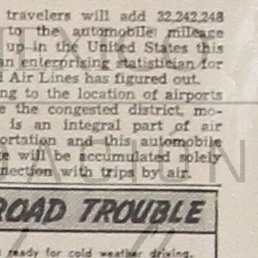 travelers will add 32,242,248
to the automobile mileage
up in the United States this
an enterprising statistician for
Air Lines has figured out.
to the location of airports
the congested district, mo-
is an integral part of air
and this automobile
will be accumulated solely
with trips by air.
ROAD TROUBLE
ready for cold weather driving.